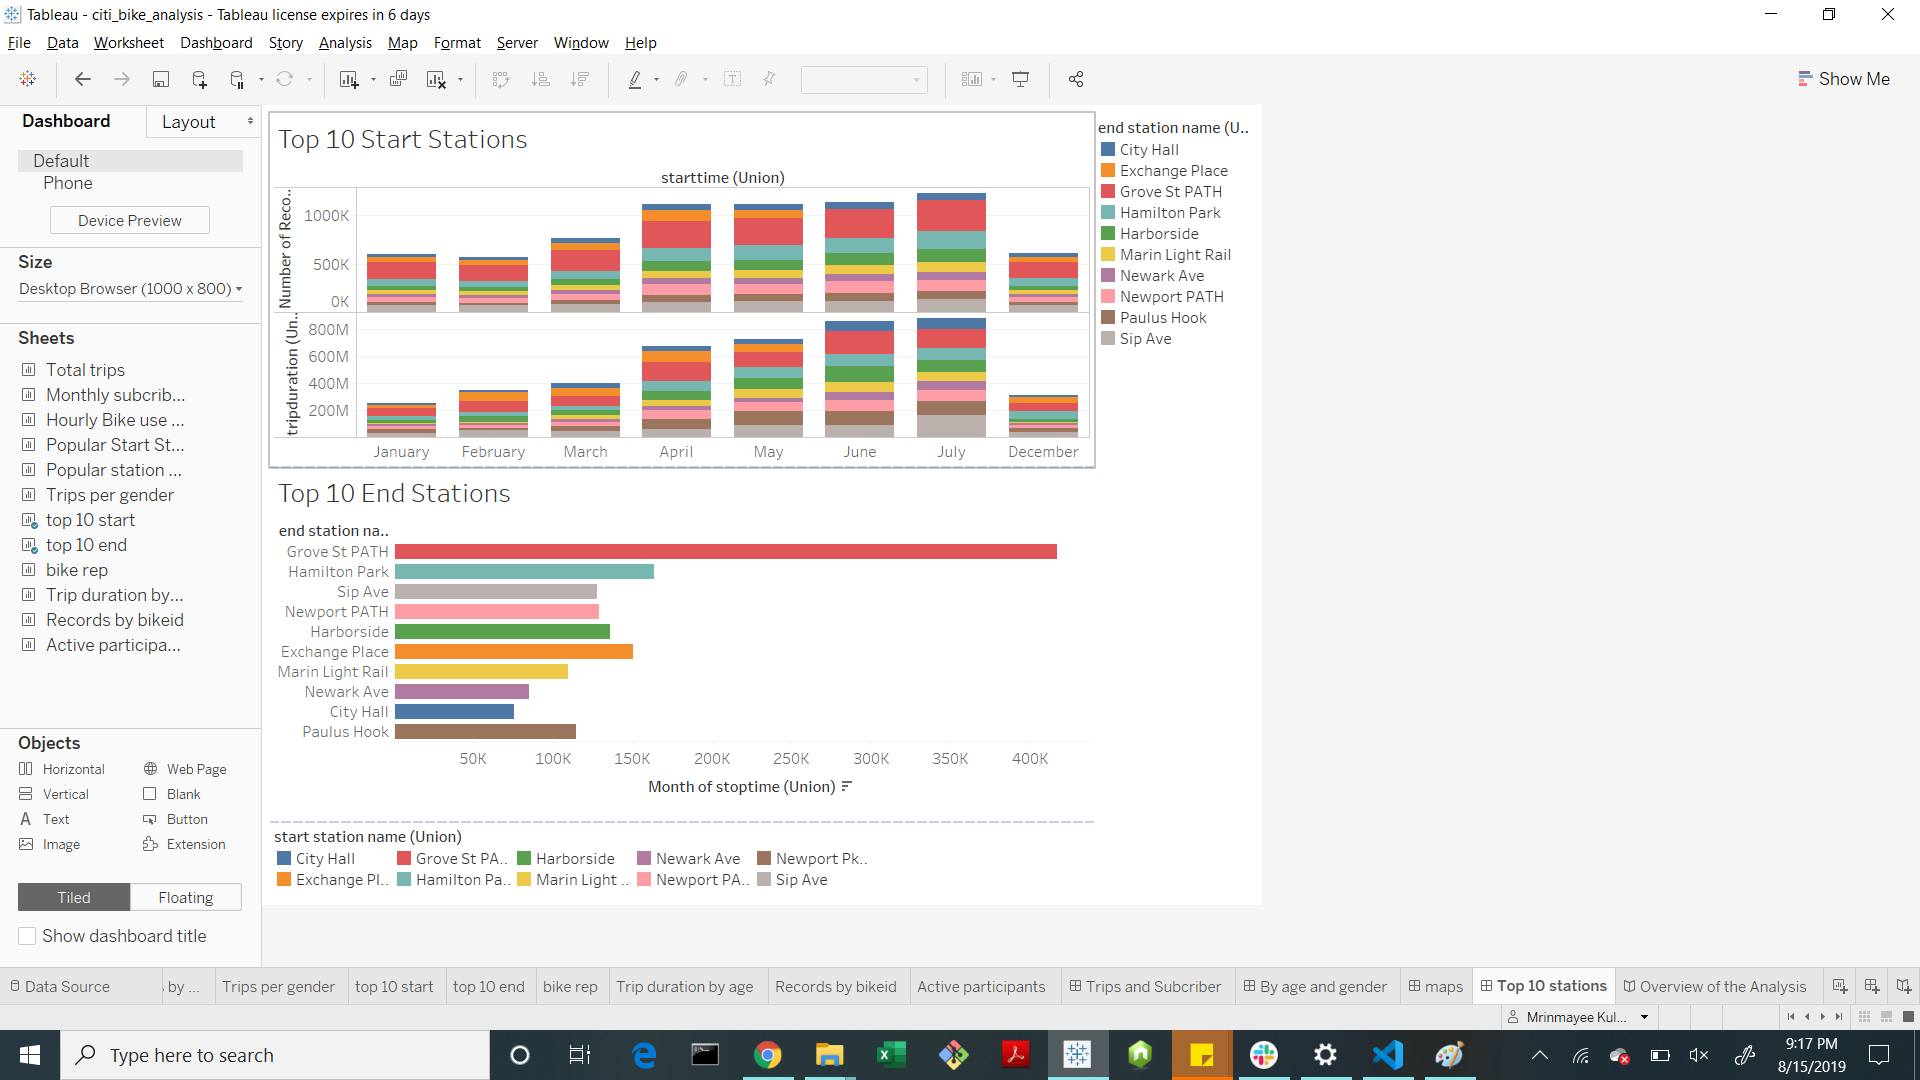 Tableau - citi_bike_analysis - Tableau license expires in 6 days
File Data Worksheet Dashboard Story Analysis Map Format Server Window Help
Show Me
Dashboard Layout
Default
Phone
Device Preview
Size
Desktop Browser (1000 x 800)
Sheets
Total trips
Monthly subcrib...
Hourly Bike use ...
Popular Start St...
Popular station ...
Trips per gender
top 10 start
top 10 end
bike rep
Trip duration by...
Records by bikeid
Active participa...
Objects
Horizontal Web Page
Vertical Blank
Text Button
Image Extension
Tiled Floating
Show dashboard title
Top 10 Start Stations
starttime (Union)
Number of Reco..
1000K
500K
0K
tripduration (Un..
800M
600M
400M
200M
January February March April May June July December
end station name (U..
City Hall
Exchange Place
Grove St PATH
Hamilton Park
Harborside
Marin Light Rail
Newark Ave
Newport PATH
Paulus Hook
Sip Ave
Top 10 End Stations
end station na..
Grove St PATH
Hamilton Park
Sip Ave
Newport PATH
Harborside
Exchange Place
Marin Light Rail
Newark Ave
City Hall
Paulus Hook
50K 100K 150K 200K 250K 300K 350K 400K
Month of stoptime (Union)
start station name (Union)
City Hall Grove St PA.. Harborside Newark Ave Newport Pk..
Exchange Pl.. Hamilton Pa.. Marin Light .. Newport PA.. Sip Ave
Data Source s by ... Trips per gender top 10 start top 10 end bike rep Trip duration by age Records by bikeid Active participants Trips and Subcriber By age and gender maps Top 10 stations Overview of the Analysis
Mrinmayee Kul...
Type here to search
9:17 PM
8/15/2019